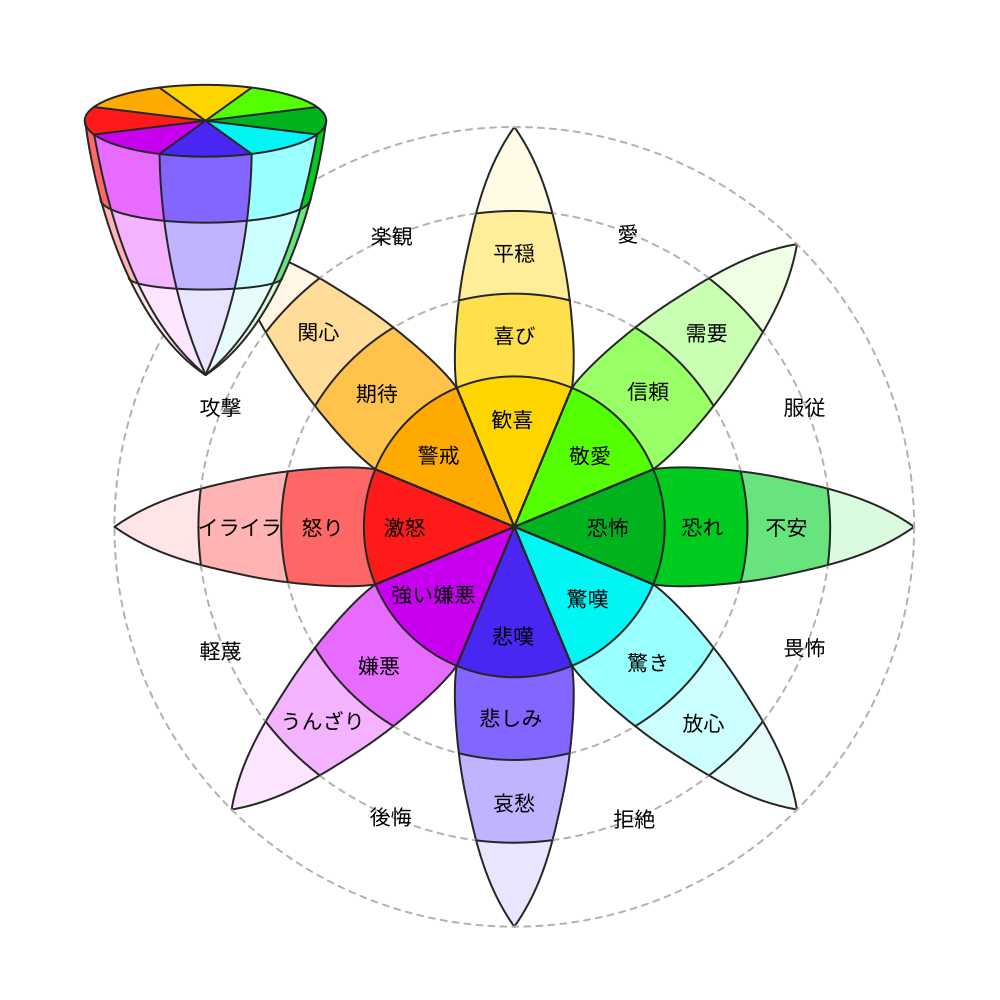 楽観
愛
平穏
関心
需要
喜び
期待
信頼
攻撃
服従
歓喜
警戒
敬愛
イライラ
怒り
激怒
恐怖
恐れ
不安
強い嫌悪
驚嘆
悲嘆
軽蔑
畏怖
嫌悪
驚き
うんざり
悲しみ
放心
哀愁
後悔
拒絶